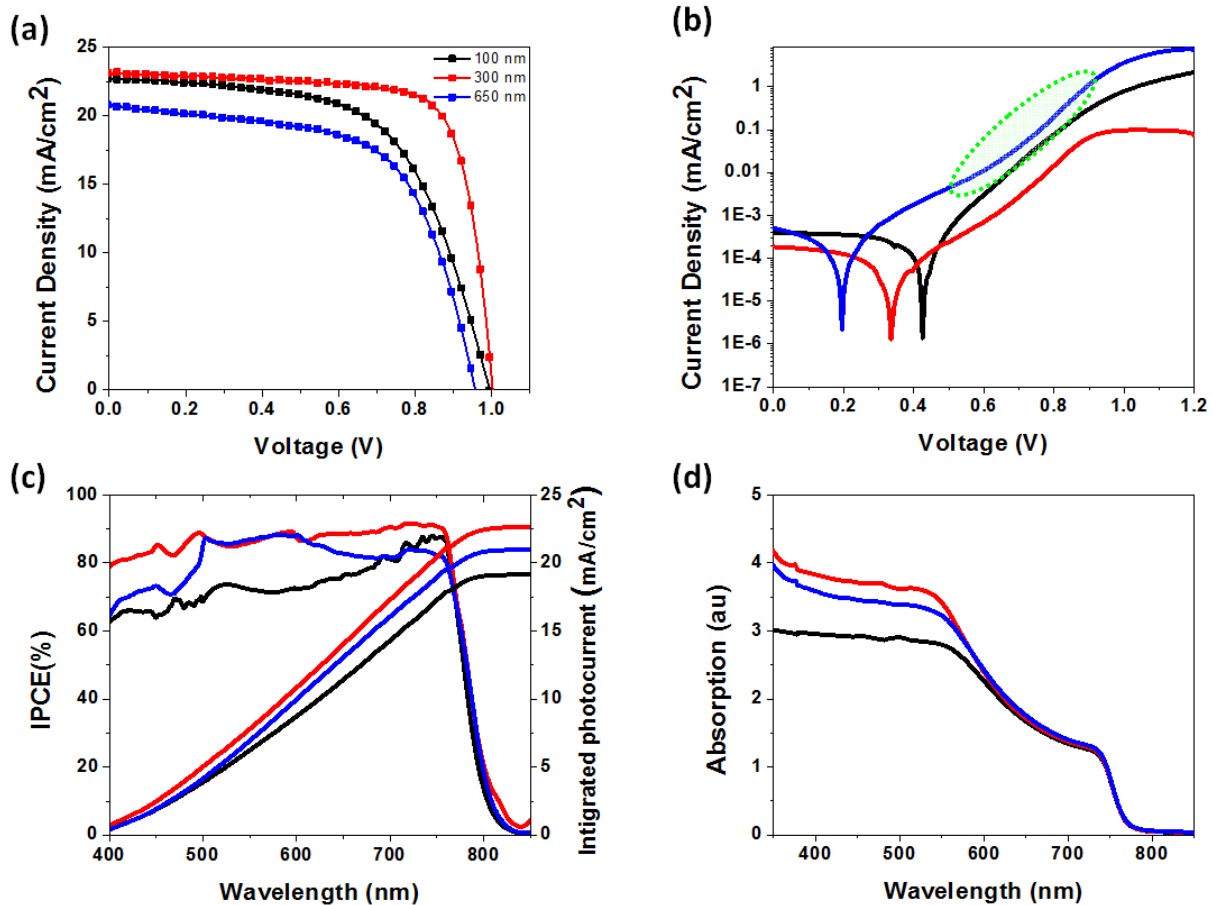 (a)
25
20
15
10
5
0
0.0 0.2 0.4 0.6 0.8 1.0
Current Density (mA/cm²)
Voltage (V)
100 nm
300 nm
650 nm
(b)
1
0.1
0.01
1E-3
1E-4
1E-5
1E-6
1E-7
0.0 0.2 0.4 0.6 0.8 1.0 1.2
Current Density (mA/cm²)
Voltage (V)
(c)
100
80
60
40
20
0
400 500 600 700 800
IPCE(%)
Wavelength (nm)
25
20
15
10
5
0
Intigrated photocurrent (mA/cm²)
(d)
5
4
3
2
1
0
400 500 600 700 800
Absorption (au)
Wavelength (nm)